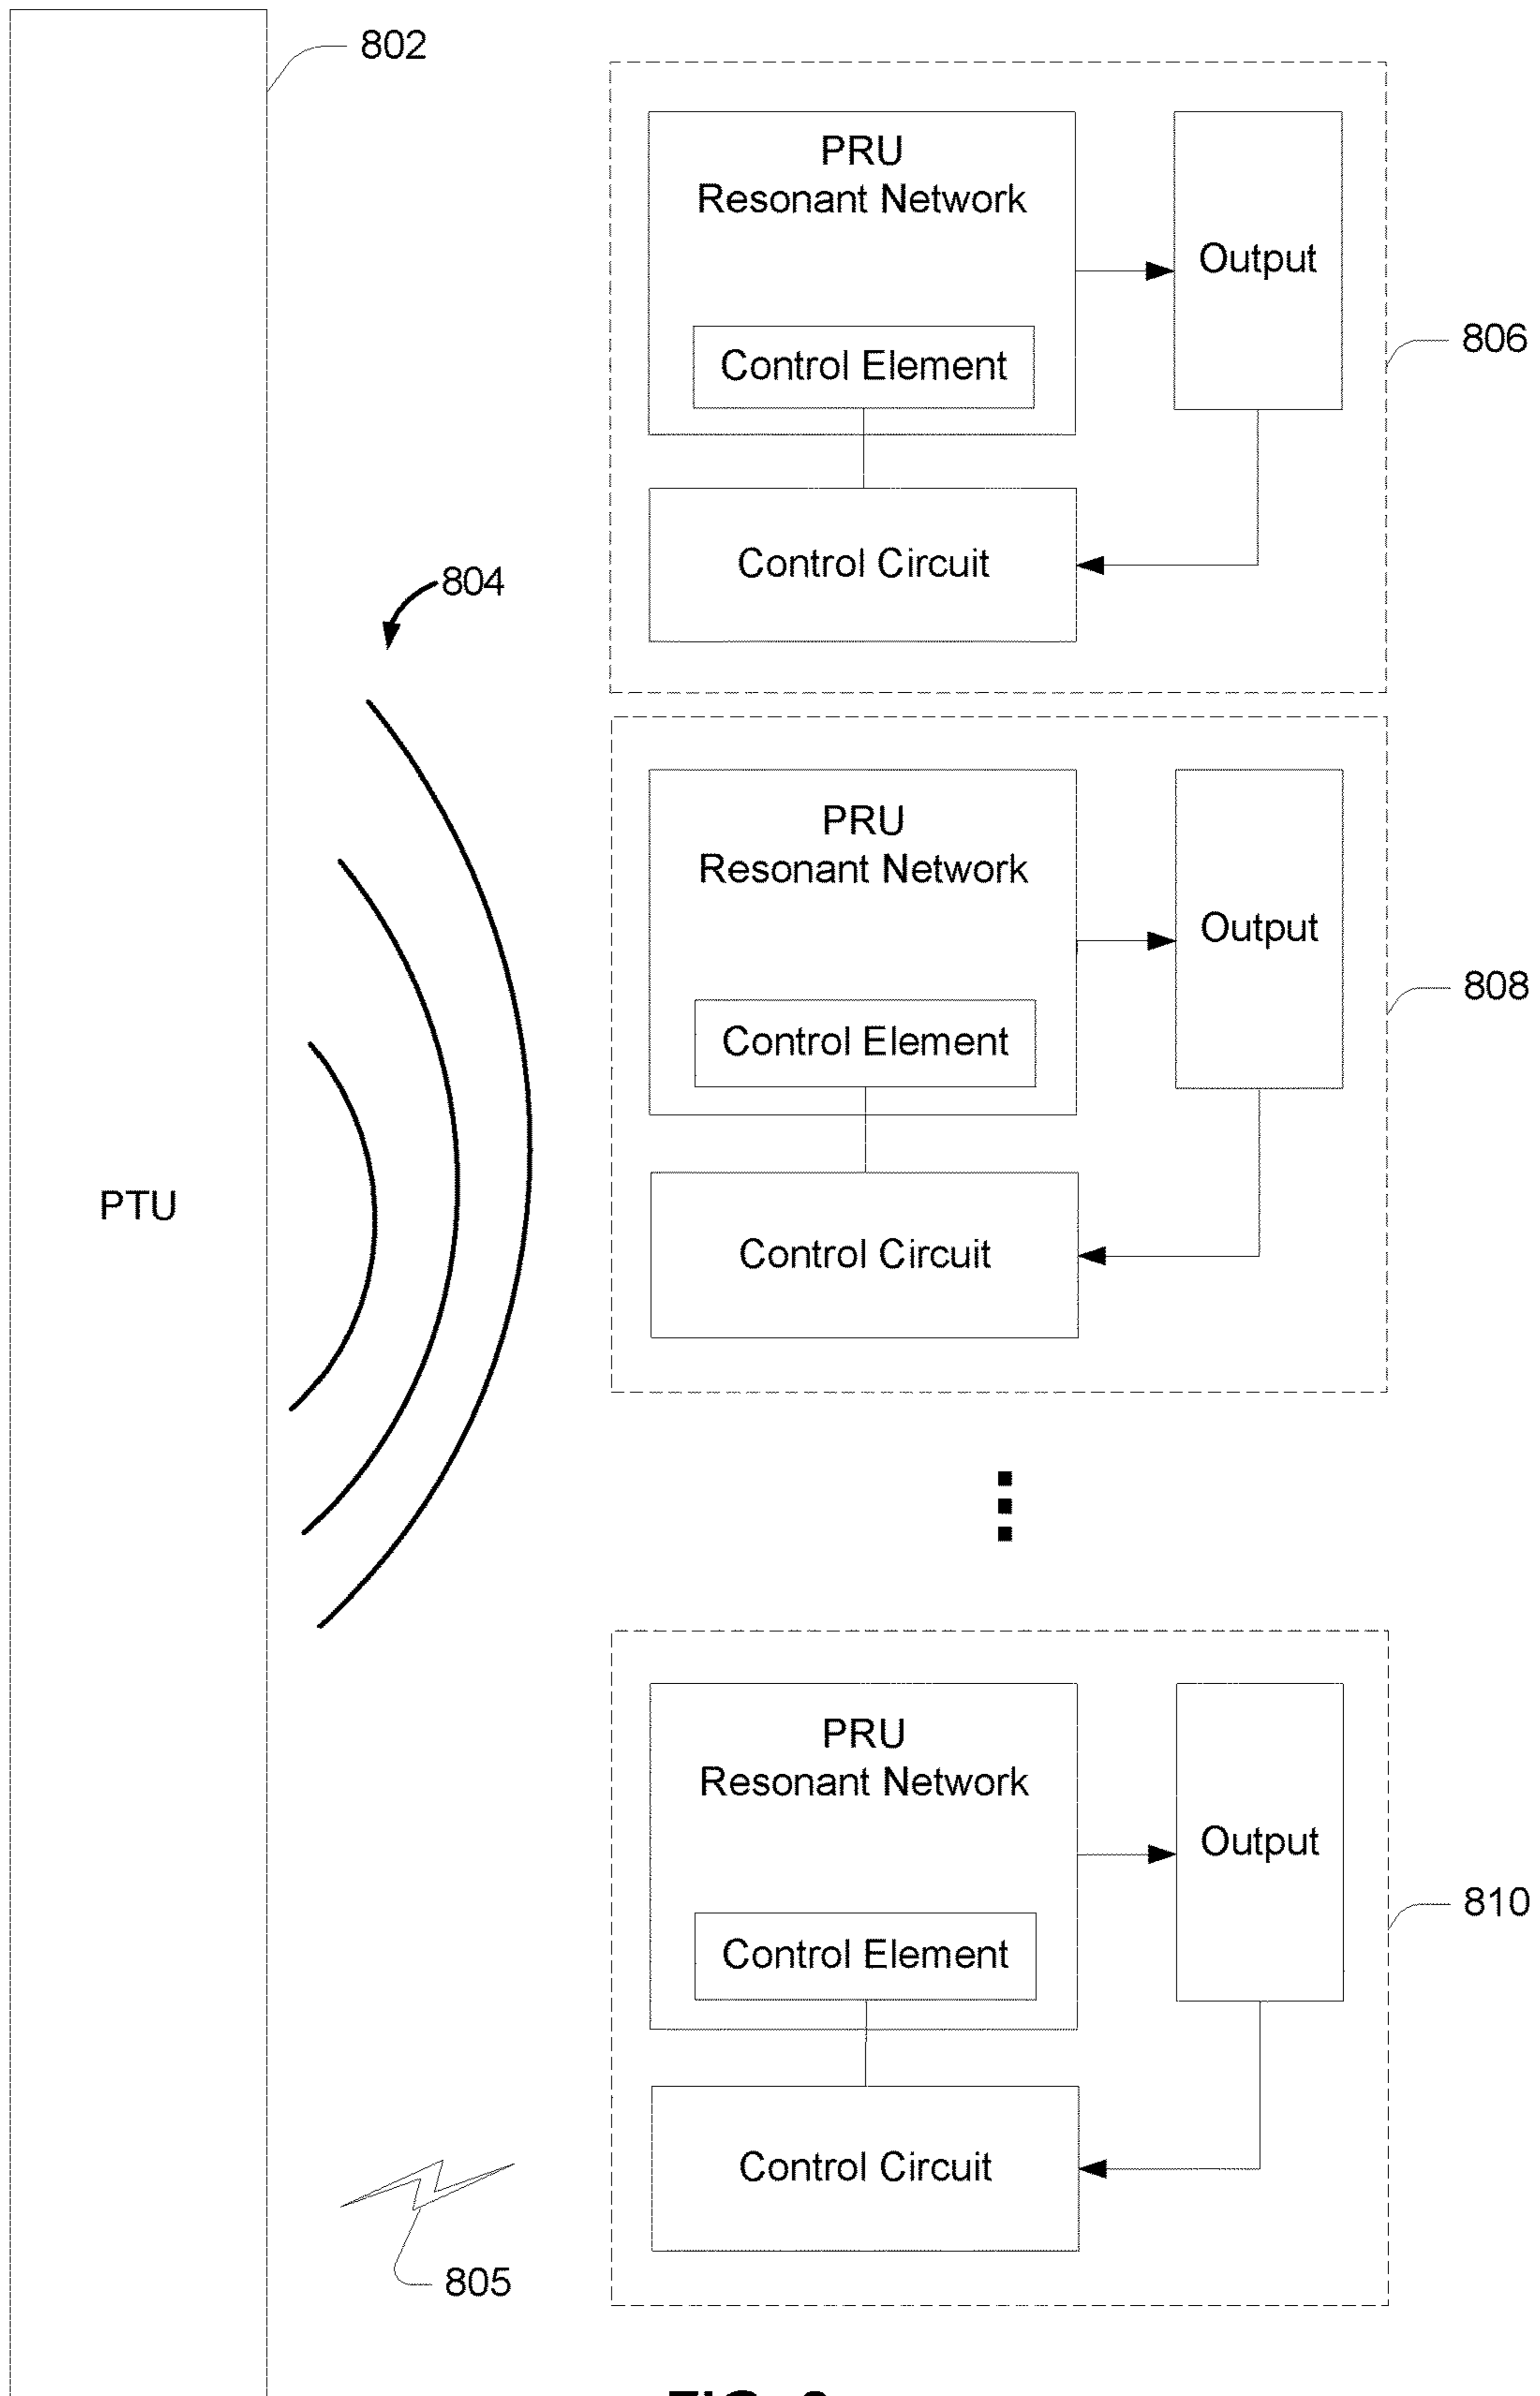 802
PRU
Resonant Network
Output
Control Element
806
Control Circuit
804
PRU
Resonant Network
Output
808
Control Element
PTU
Control Circuit
PRU
Resonant Network
Output
810
Control Element
Control Circuit
805